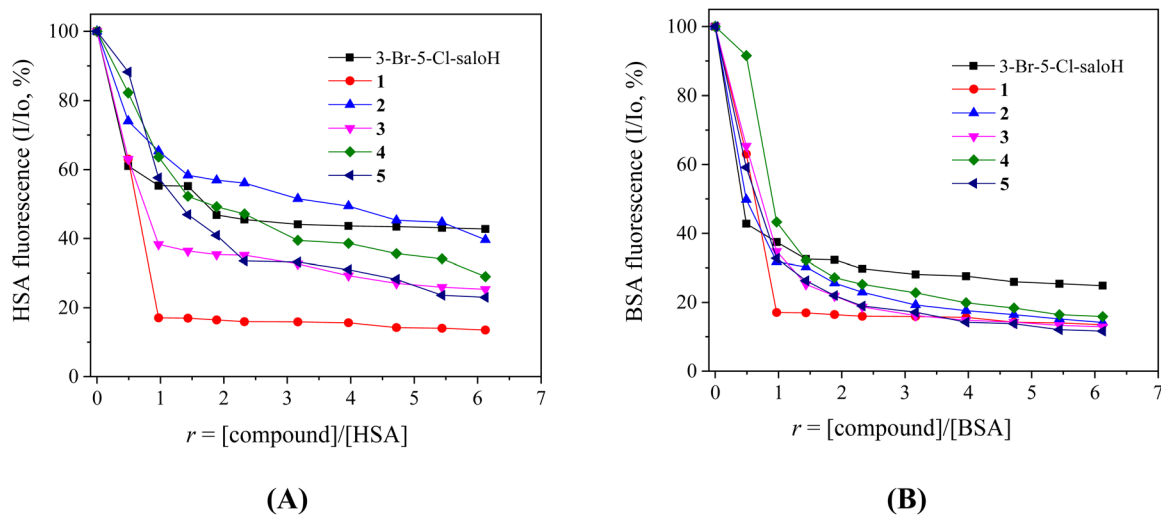 HSA fluorescence (I/Io, %)
100
80
60
40
20
0
0 1 2 3 4 5 6 7
r = [compound]/[HSA]
3-Br-5-Cl-saloH
1
2
3
4
5
(A)
BSA fluorescence (I/Io, %)
100
80
60
40
20
0
0 1 2 3 4 5 6 7
r = [compound]/[BSA]
3-Br-5-Cl-saloH
1
2
3
4
5
(B)